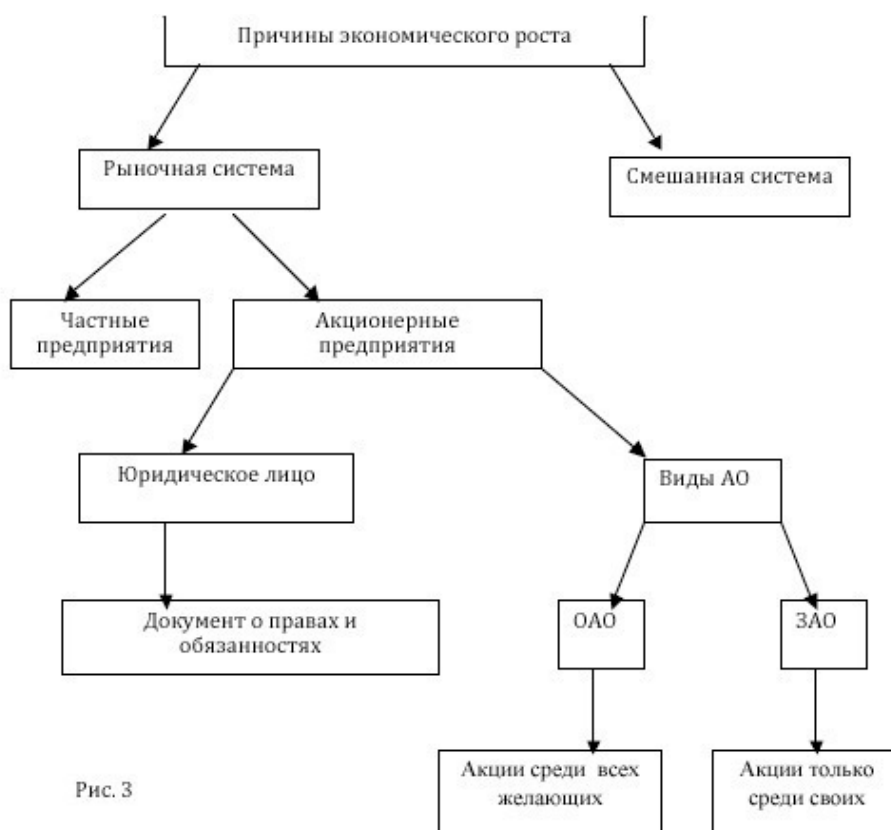 Причины экономического роста
Рыночная система
Смешанная система
Частные
предприятия
Акционерные
предприятия
Юридическое лицо
Виды АО
Документ о правах и
обязанностях
ОАО
ЗАО
Акции среди всех
желающих
Акции только
среди своих
Рис. 3